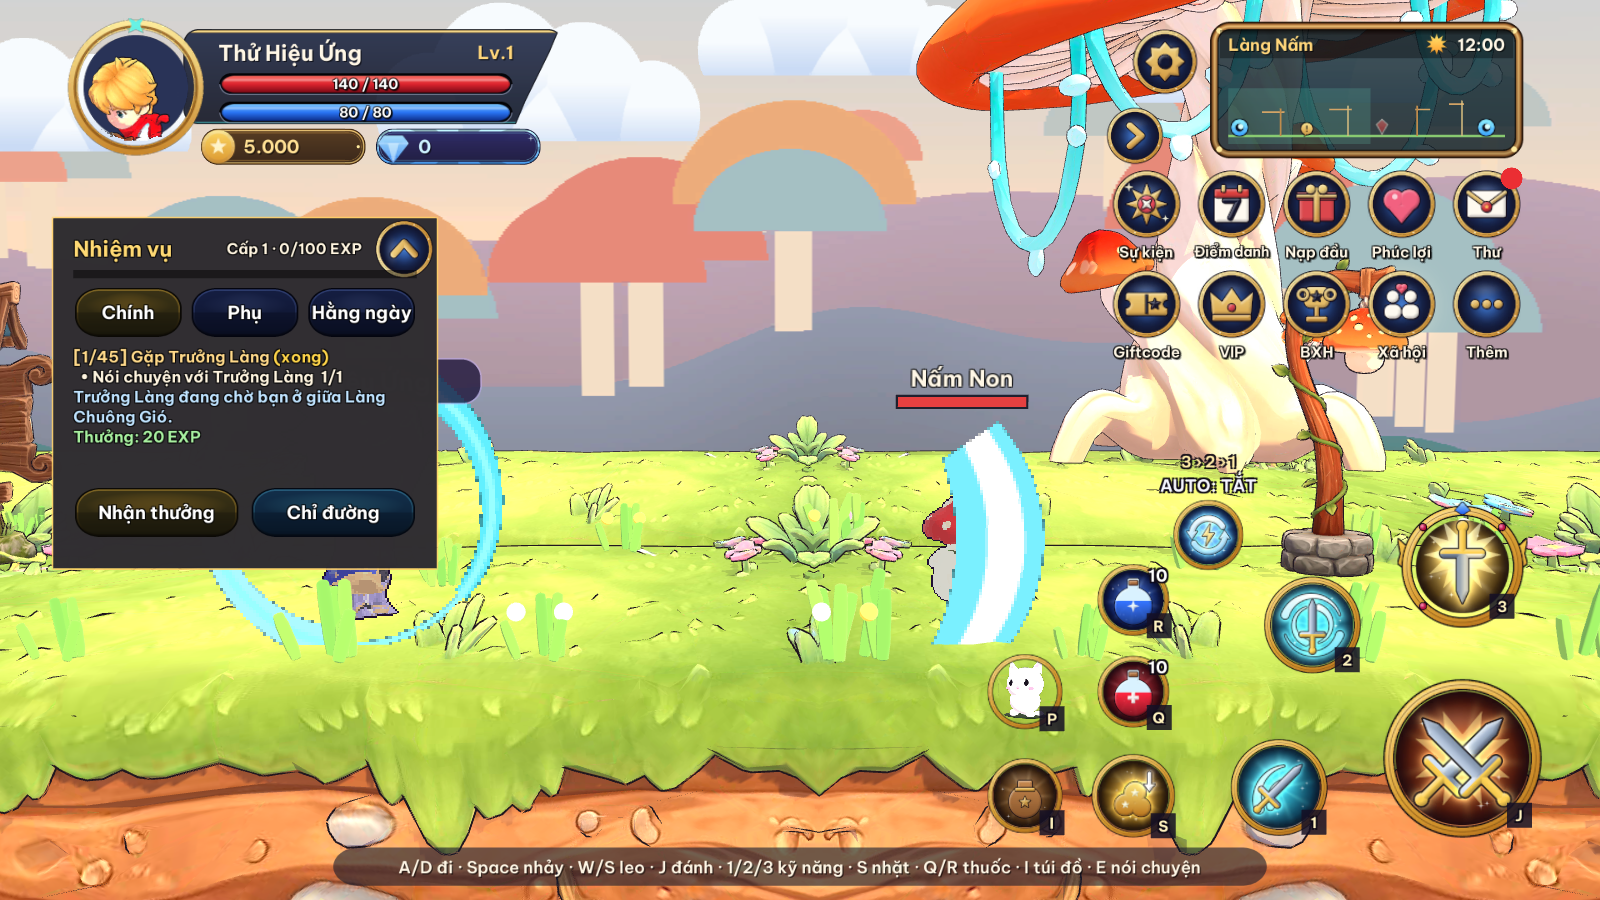 Thử Hiệu Ứng
Lv.1
140 / 140
80 / 80
5.000
0
Làng Nấm
12:00
Sự kiện
7
Điểm danh
Nạp đầu
Phúc lợi
Thư
Giftcode
VIP
BXH
Xã hội
Thêm
Nhiệm vụ
Cấp 1 · 0/100 EXP
Chính
Phụ
Hằng ngày
[1/45] Gặp Trưởng Làng (xong)
• Nói chuyện với Trưởng Làng 1/1
Trưởng Làng đang chờ bạn ở giữa Làng
Chuông Gió.
Thưởng: 20 EXP
Nhận thưởng
Chỉ đường
Nấm Non
3>2>1
AUTO: TẮT
10
R
10
Q
P
I
S
1
2
3
J
A/D đi · Space nhảy · W/S leo · J đánh · 1/2/3 kỹ năng · S nhặt · Q/R thuốc · I túi đồ · E nói chuyện